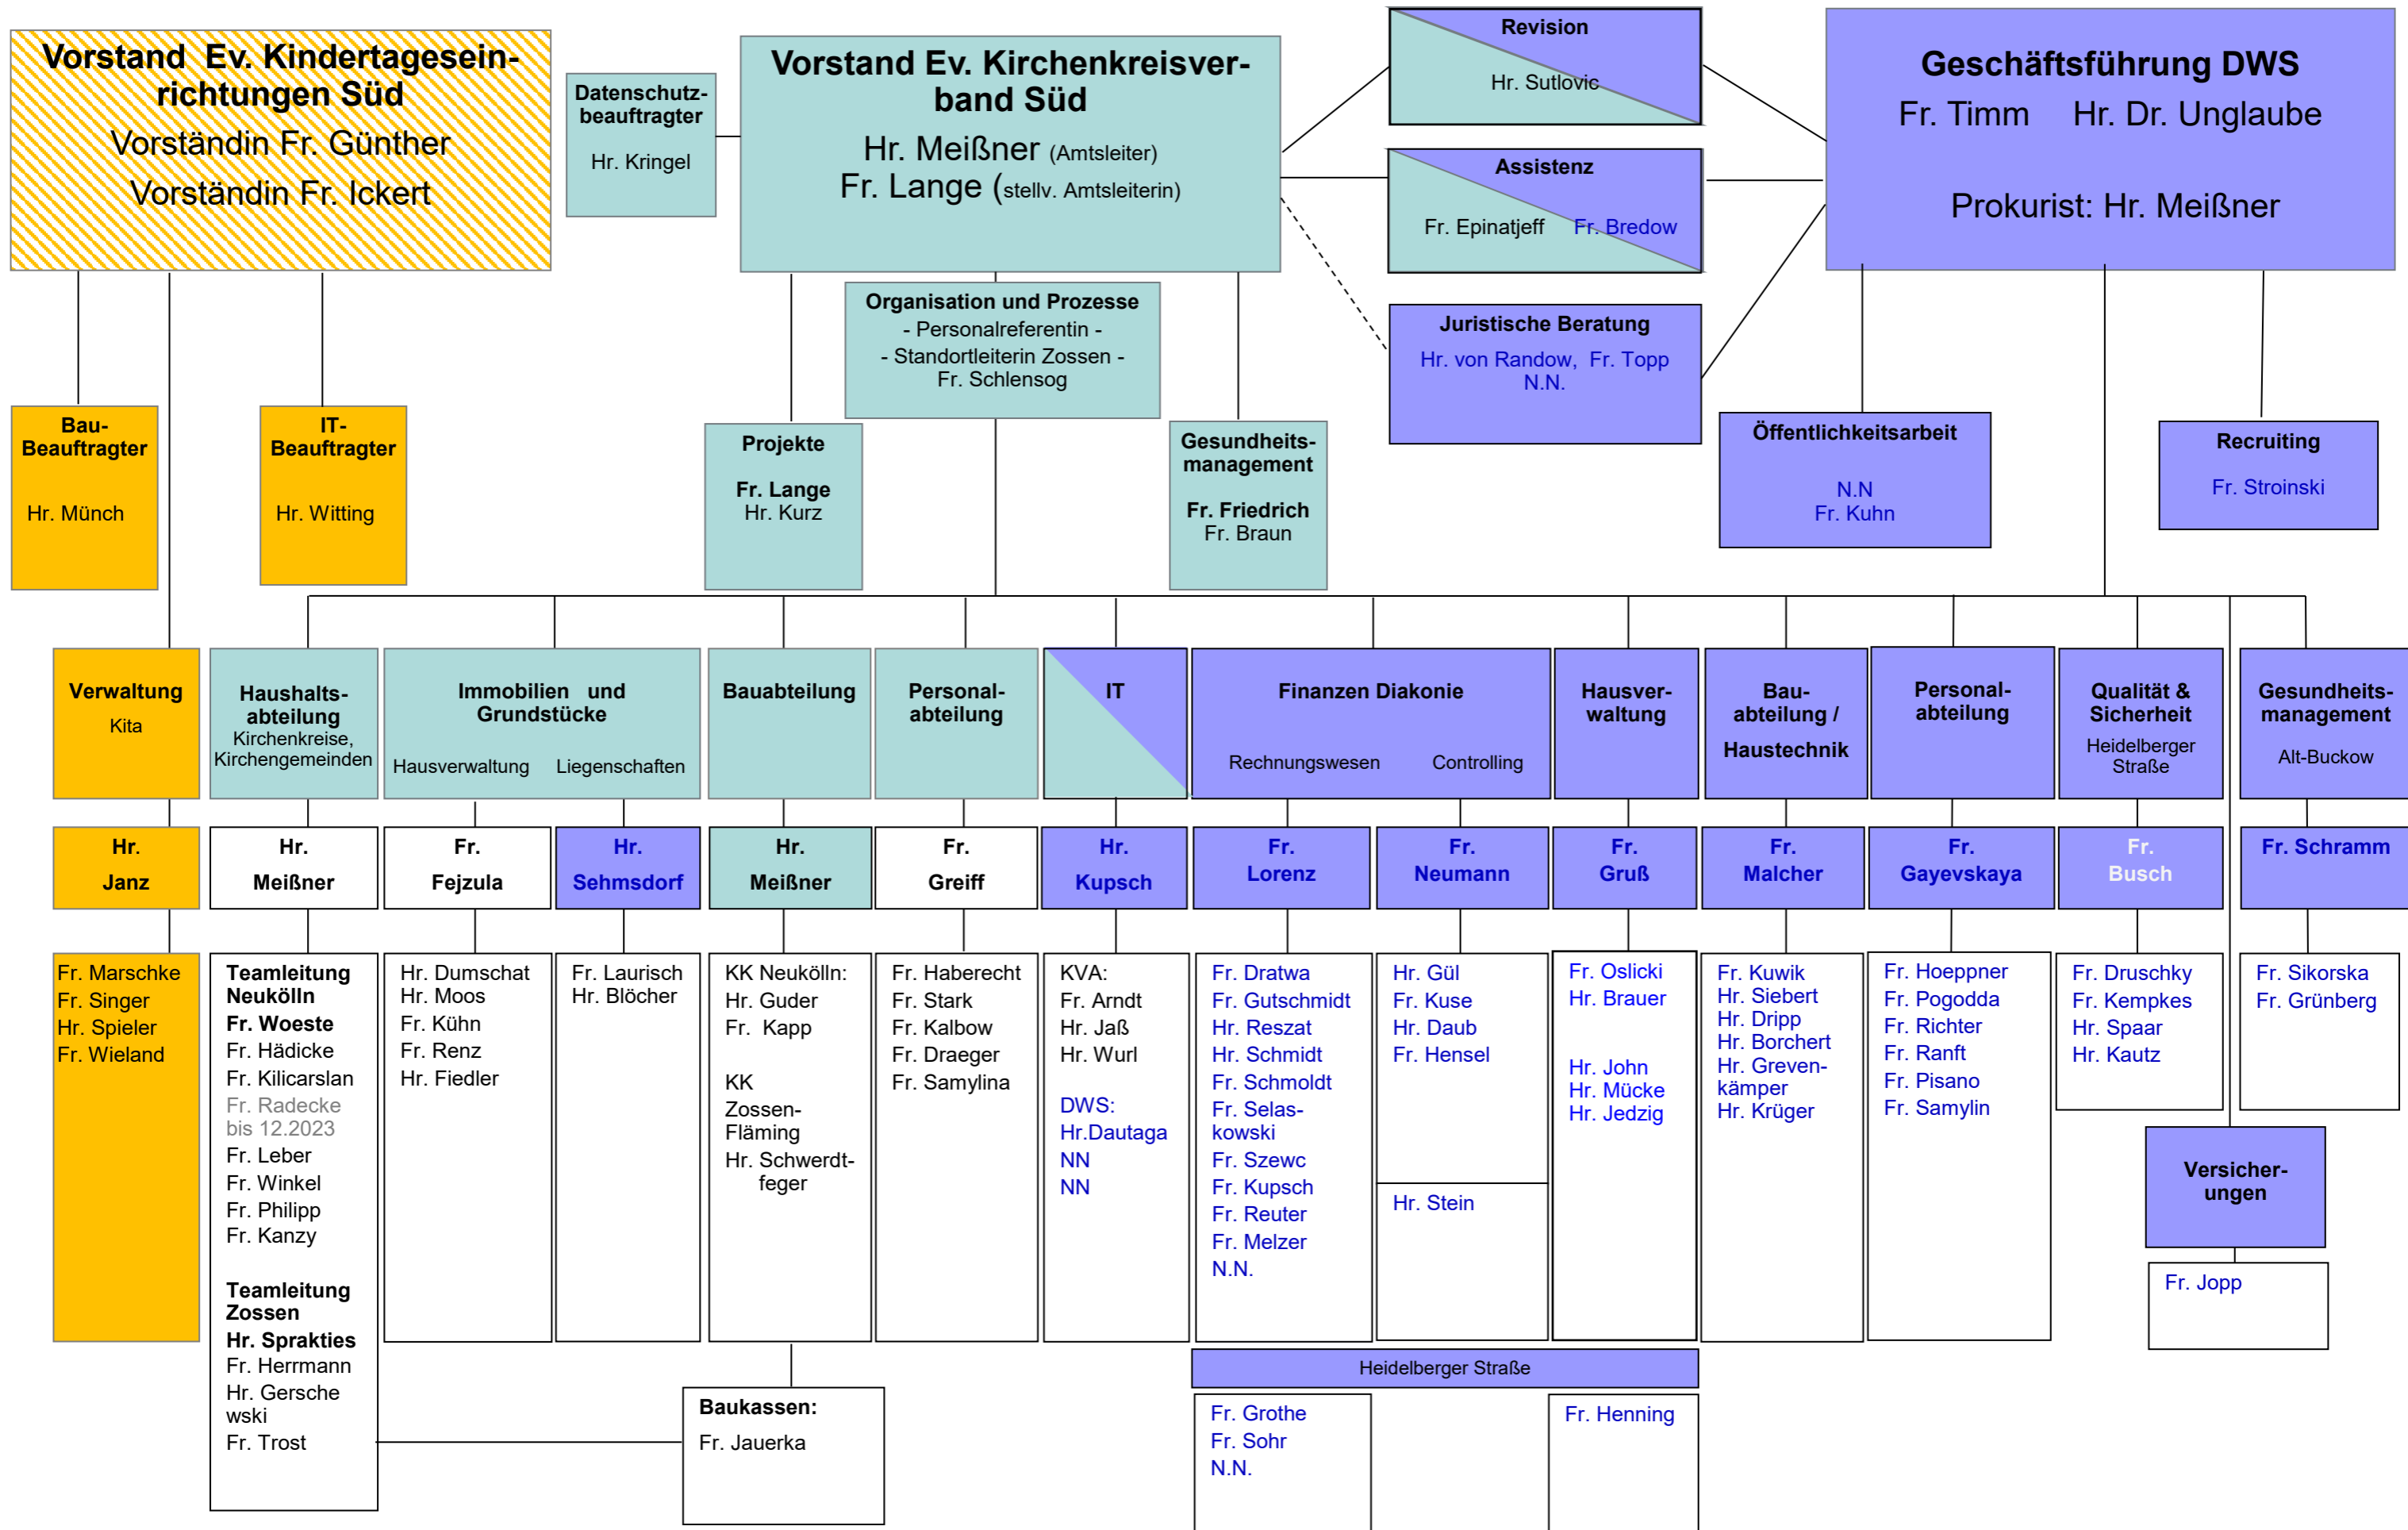 Vorstand Ev. Kindertagesein-
richtungen Süd
Vorständin Fr. Günther
Vorständin Fr. Ickert
Datenschutz-
beauftragter
Hr. Kringel
Vorstand Ev. Kirchenkreisver-
band Süd
Hr. Meißner (Amtsleiter)
Fr. Lange (stellv. Amtsleiterin)
Revision
Hr. Sutlovic
Assistenz
Fr. Epinatjeff Fr. Bredow
Juristische Beratung
Hr. von Randow, Fr. Topp
N.N.
Geschäftsführung DWS
Fr. Timm Hr. Dr. Unglaube
Prokurist: Hr. Meißner
Organisation und Prozesse
- Personalreferentin -
- Standortleiterin Zossen -
Fr. Schlensog
Bau-
Beauftragter
Hr. Münch
IT-
Beauftragter
Hr. Witting
Projekte
Fr. Lange
Hr. Kurz
Gesundheits-
management
Fr. Friedrich
Fr. Braun
Öffentlichkeitsarbeit
N.N
Fr. Kuhn
Recruiting
Fr. Stroinski
Verwaltung
Kita
Hr.
Janz
Fr. Marschke
Fr. Singer
Hr. Spieler
Fr. Wieland
Haushalts-
abteilung
Kirchenkreise,
Kirchengemeinden
Hr.
Meißner
Teamleitung
Neukölln
Fr. Woeste
Fr. Hädicke
Fr. Kilicarslan
Fr. Radecke
bis 12.2023
Fr. Leber
Fr. Winkel
Fr. Philipp
Fr. Kanzy
Teamleitung
Zossen
Hr. Sprakties
Fr. Herrmann
Hr. Gersche
wski
Fr. Trost
Immobilien und
Grundstücke
Hausverwaltung Liegenschaften
Fr.
Fejzula
Hr. Dumschat
Hr. Moos
Fr. Kühn
Fr. Renz
Hr. Fiedler
Hr.
Sehmsdorf
Fr. Laurisch
Hr. Blöcher
Bauabteilung
Hr.
Meißner
KK Neukölln:
Hr. Guder
Fr. Kapp
KK
Zossen-
Fläming
Hr. Schwerdt-
feger
Baukassen:
Fr. Jauerka
Personal-
abteilung
Fr.
Greiff
Fr. Haberecht
Fr. Stark
Fr. Kalbow
Fr. Draeger
Fr. Samylina
IT
Hr.
Kupsch
KVA:
Fr. Arndt
Hr. Jaß
Hr. Wurl
DWS:
Hr.Dautaga
NN
NN
Finanzen Diakonie
Rechnungswesen Controlling
Fr.
Lorenz
Fr. Dratwa
Fr. Gutschmidt
Hr. Reszat
Hr. Schmidt
Fr. Schmoldt
Fr. Selas-
kowski
Fr. Szewc
Fr. Kupsch
Fr. Reuter
Fr. Melzer
N.N.
Fr.
Neumann
Hr. Gül
Fr. Kuse
Hr. Daub
Fr. Hensel
Hr. Stein
Hausver-
waltung
Fr.
Gruß
Fr. Oslicki
Hr. Brauer
Hr. John
Hr. Mücke
Hr. Jedzig
Heidelberger Straße
Fr. Grothe
Fr. Sohr
N.N.
Fr. Henning
Bau-
abteilung /
Haustechnik
Fr.
Malcher
Fr. Kuwik
Hr. Siebert
Hr. Dripp
Hr. Borchert
Hr. Greven-
kämper
Hr. Krüger
Personal-
abteilung
Fr.
Gayevskaya
Fr. Hoeppner
Fr. Pogodda
Fr. Richter
Fr. Ranft
Fr. Pisano
Fr. Samylin
Qualität &
Sicherheit
Heidelberger
Straße
Fr.
Busch
Fr. Druschky
Fr. Kempkes
Hr. Spaar
Hr. Kautz
Gesundheits-
management
Alt-Buckow
Fr. Schramm
Fr. Sikorska
Fr. Grünberg
Versicher-
ungen
Fr. Jopp